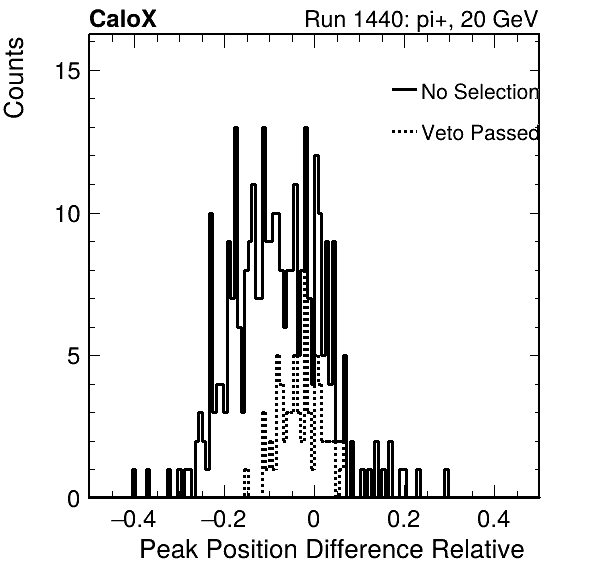 CaloX Run 1440: pi+, 20 GeV
Counts
15
No Selection
Veto Passed
10
5
0
−0.4 −0.2 0 0.2 0.4
Peak Position Difference Relative